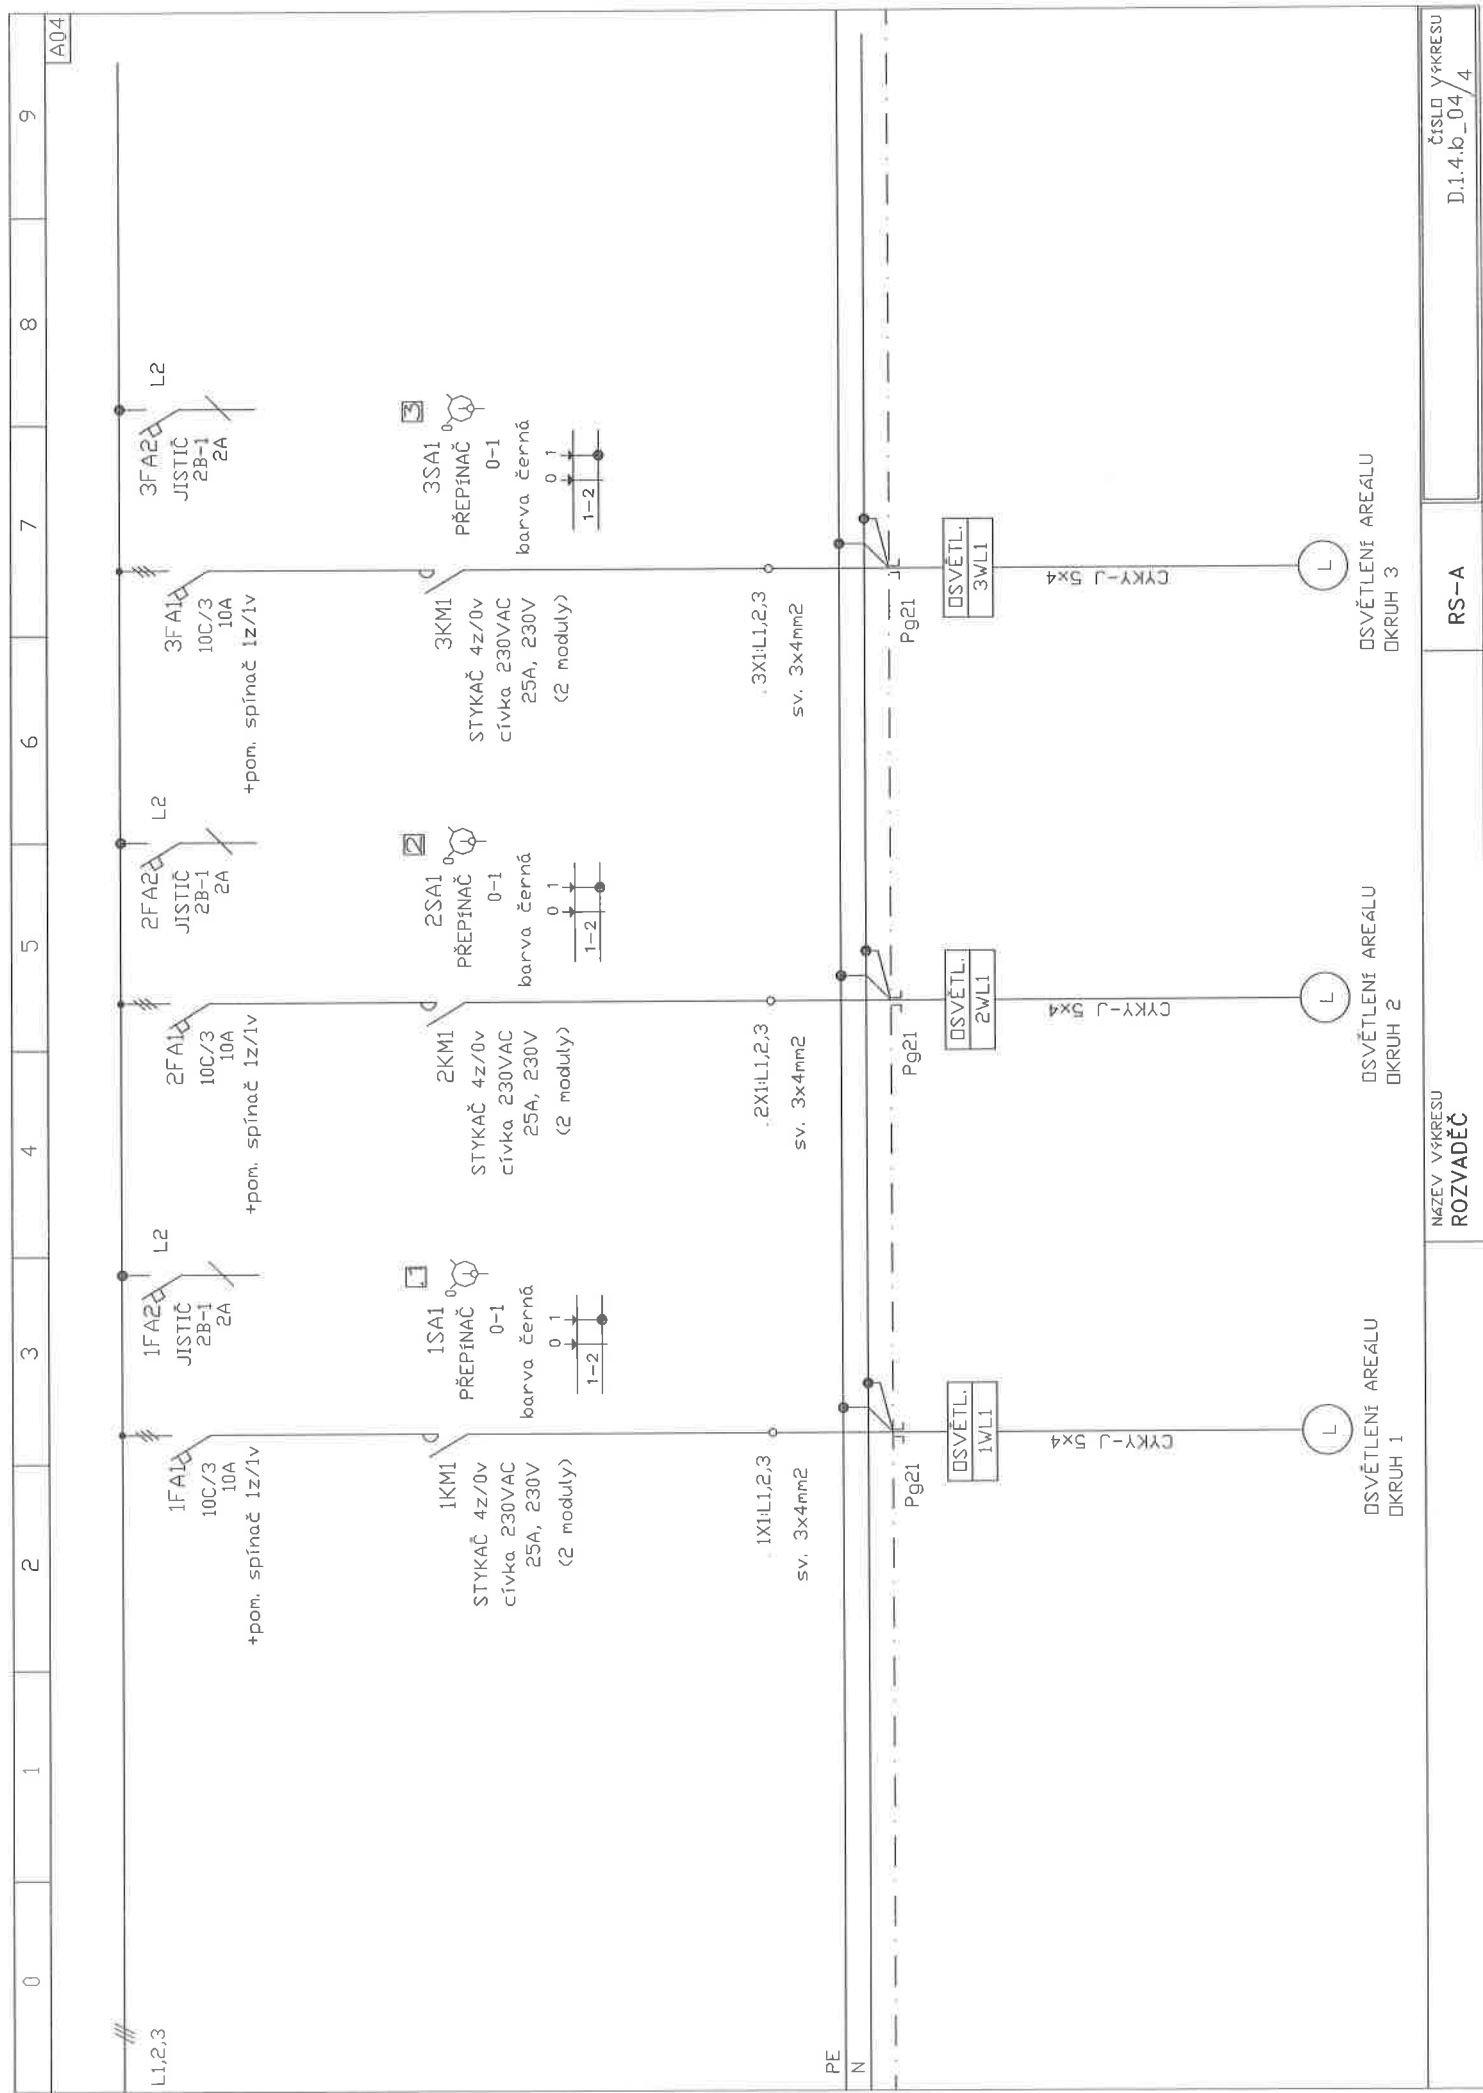 0 1 2 3 4 5 6 7 8 9
A04
L1,2,3
1FA1
10C/3
10A
+pom. spínač 1z/1v
1FA2
JISTIČ
2B-1
2A
L2
1KM1
STYKAČ 4z/0v
cívka 230VAC
25A, 230V
(2 moduly)
1
1SA1
PŘEPÍNAČ
0-1
barva černá
0
0 1
1-2
1X1:L1,2,3
sv. 3x4mm2
2FA1
10C/3
10A
+pom. spínač 1z/1v
2FA2
JISTIČ
2B-1
2A
L2
2KM1
STYKAČ 4z/0v
cívka 230VAC
25A, 230V
(2 moduly)
2
2SA1
PŘEPÍNAČ
0-1
barva černá
0
0 1
1-2
2X1:L1,2,3
sv. 3x4mm2
3FA1
10C/3
10A
+pom. spínač 1z/1v
3FA2
JISTIČ
2B-1
2A
L2
3KM1
STYKAČ 4z/0v
cívka 230VAC
25A, 230V
(2 moduly)
3
3SA1
PŘEPÍNAČ
0-1
barva černá
0
0 1
1-2
3X1:L1,2,3
sv. 3x4mm2
PE
N
Pg21
OSVĚTL.
1WL1
CYKY-J 5x4
L
OSVĚTLENÍ AREÁLU
OKRUH 1
Pg21
OSVĚTL.
2WL1
CYKY-J 5x4
L
OSVĚTLENÍ AREÁLU
OKRUH 2
Pg21
OSVĚTL.
3WL1
CYKY-J 5x4
L
OSVĚTLENÍ AREÁLU
OKRUH 3
NÁZEV VÝKRESU
ROZVADĚČ
RS-A
ČÍSLO VÝKRESU
D.1.4.b_04/4